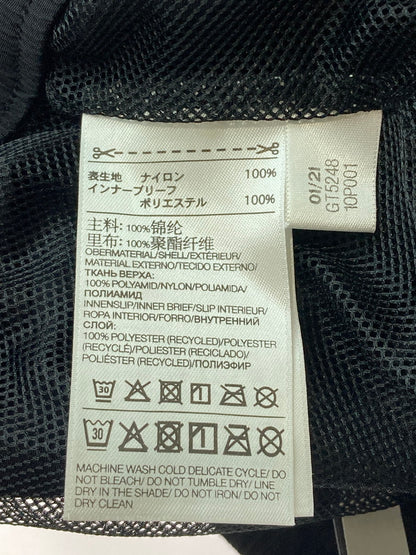 表生地 ナイロン 100%
インナーブリーフ
ポリエステル 100%
主料: 100%锦纶
里布: 100%聚酯纤维
OBERMATERIAL/SHELL/EXTÉRIEUR/
MATERIAL EXTERNO/TECIDO EXTERNO/
ТКАНЬ ВЕРХА:
100% POLYAMID/NYLON/POLIAMIDA/
ПОЛИАМИД
INNENSLIP/INNER BRIEF/SLIP INTERIEUR/
ROPA INTERIOR/FORRO/ВНУТРЕННИЙ
СЛОЙ:
100% POLYESTER (RECYCLED)/POLYESTER
(RECYCLÉ)/POLIESTER (RECICLADO)/
POLIÉSTER (RECYCLED)/ПОЛИЭФИР
30
30
MACHINE WASH COLD DELICATE CYCLE/ DO
NOT BLEACH/ DO NOT TUMBLE DRY/ LINE
DRY IN THE SHADE/ DO NOT IRON/ DO NOT
DRY CLEAN
01/21
GT5248
10P001